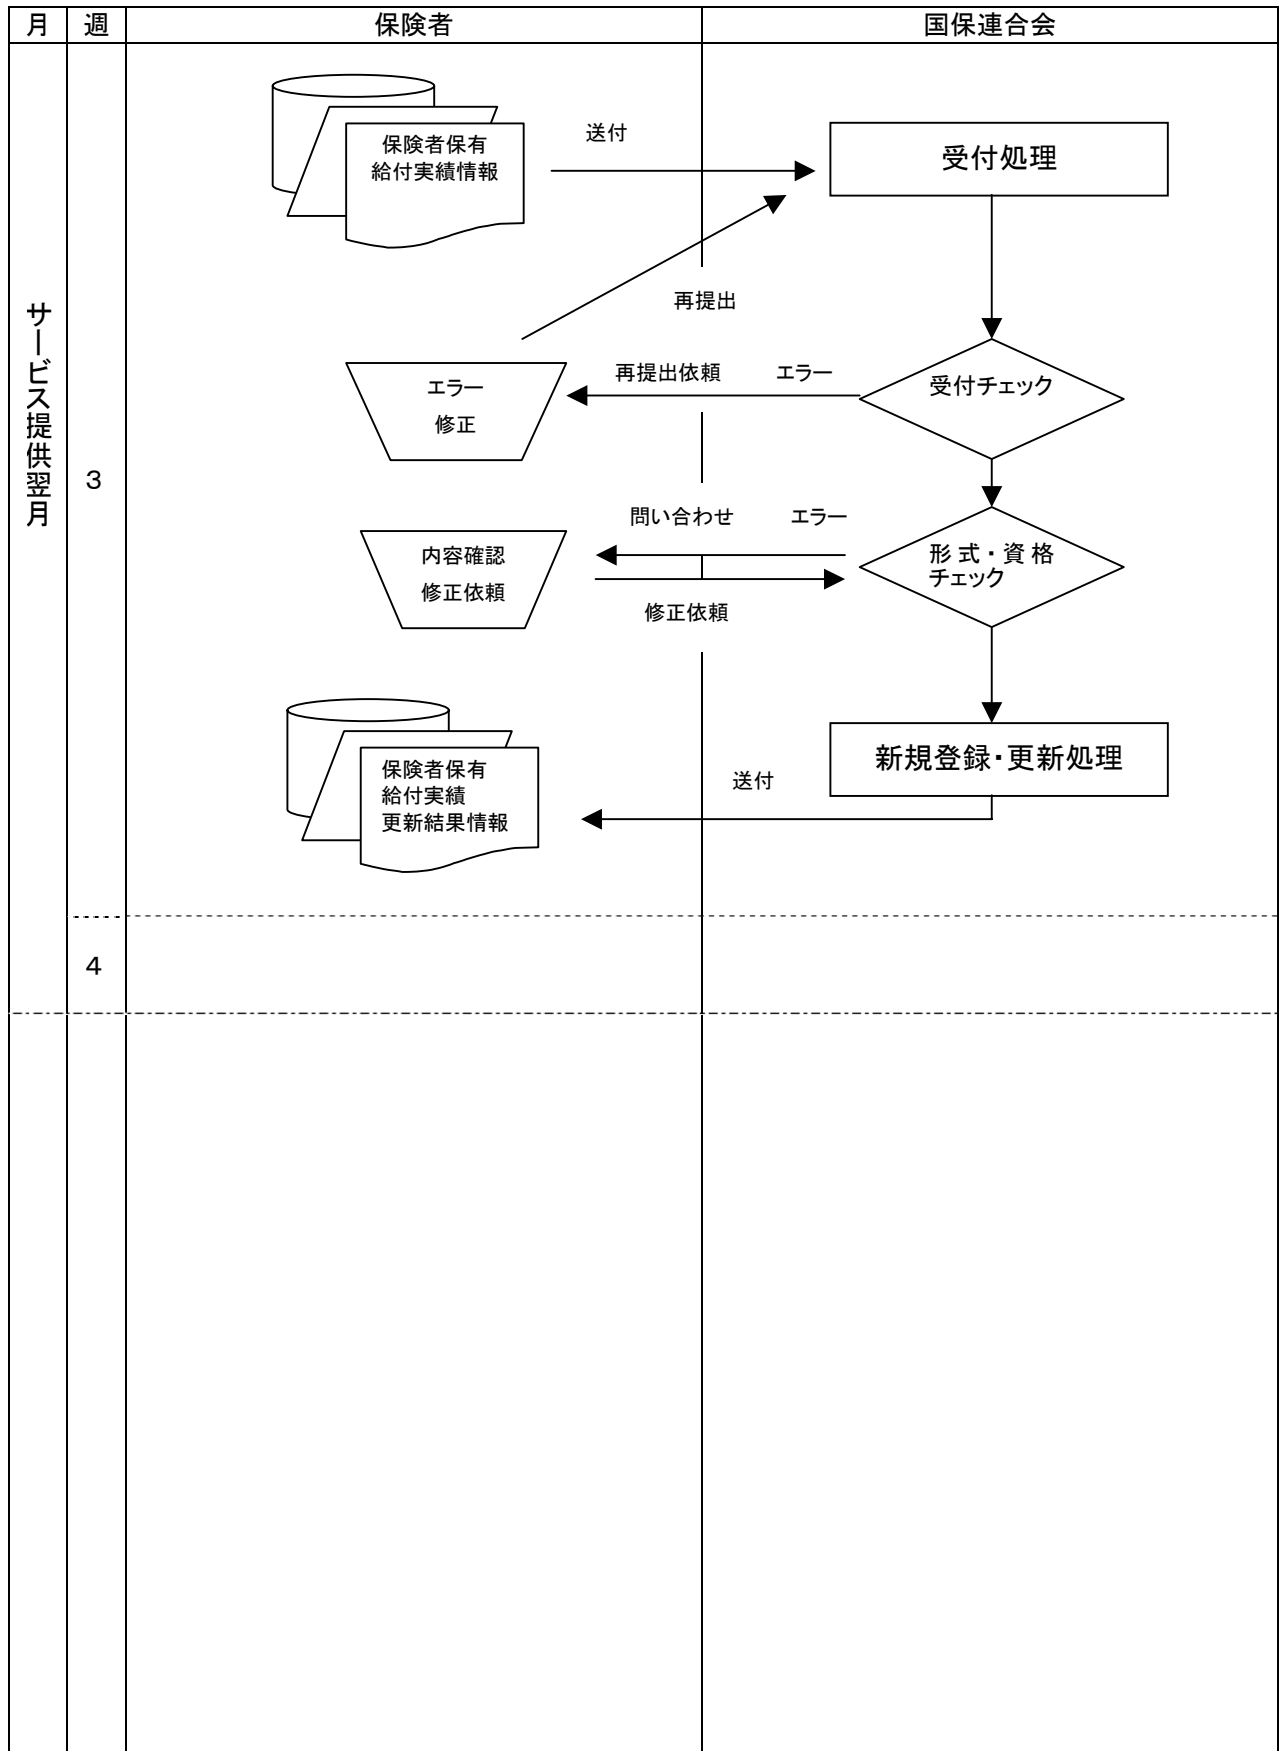 月 週 保険者 国保連合会
保険者保有
給付実績情報
送付
受付処理
再提出
サービス提供翌月
3
エラー
修正
再提出依頼 エラー
受付チェック
問い合わせ エラー
内容確認
修正依頼
形式・資格
チェック
修正依頼
保険者保有
給付実績
更新結果情報
送付
新規登録・更新処理
4